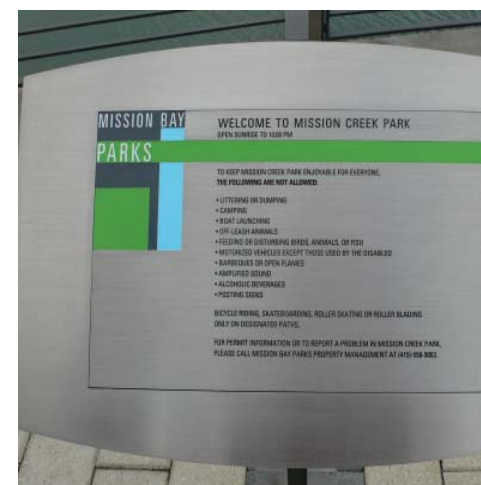 MISSION BAY
PARKS
WELCOME TO MISSION CREEK PARK
OPEN SUNRISE TO 10:00 PM
TO KEEP MISSION CREEK PARK ENJOYABLE FOR EVERYONE,
THE FOLLOWING ARE NOT ALLOWED:
• LITTERING OR DUMPING
• CAMPING
• BOAT LAUNCHING
• OFF-LEASH ANIMALS
• FEEDING OR DISTURBING BIRDS, ANIMALS, OR FISH
• MOTORIZED VEHICLES EXCEPT THOSE USED BY THE DISABLED
• BARBEQUES OR OPEN FLAMES
• AMPLIFIED SOUND
• ALCOHOLIC BEVERAGES
• POSTING SIGNS
BICYCLE RIDING, SKATEBOARDING, ROLLER SKATING OR ROLLER BLADING
ONLY ON DESIGNATED PATHS.
FOR PERMIT INFORMATION OR TO REPORT A PROBLEM IN MISSION CREEK PARK,
PLEASE CALL MISSION BAY PARKS PROPERTY MANAGEMENT AT